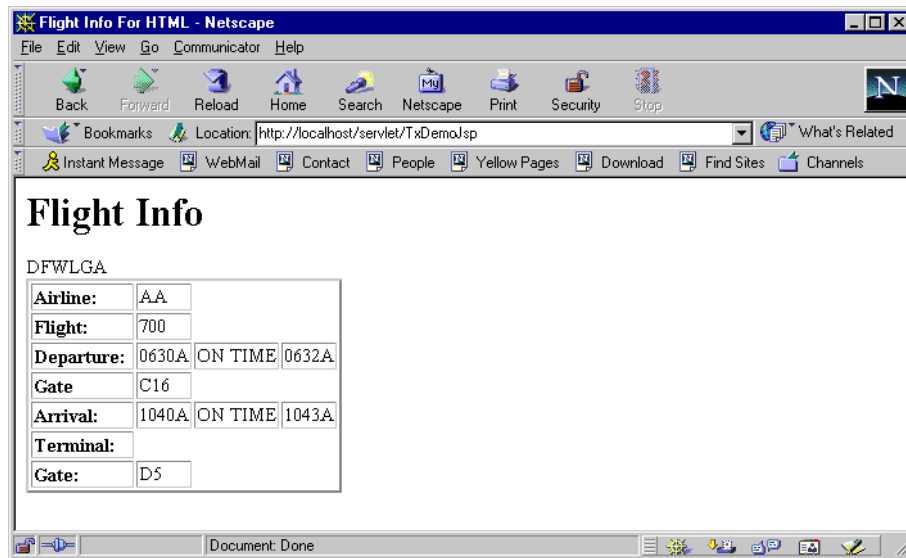 Flight Info For HTML - Netscape
File Edit View Go Communicator Help
My
Back Forward Reload Home Search Netscape Print Security Stop
N
Bookmarks Location: http://localhost/servlet/TxDemoJsp What's Related
Instant Message WebMail Contact People Yellow Pages Download Find Sites Channels
Flight Info
DFWLGA
Airline: AA
Flight: 700
Departure: 0630A ON TIME 0632A
Gate C16
Arrival: 1040A ON TIME 1043A
Terminal:
Gate: D5
Document: Done